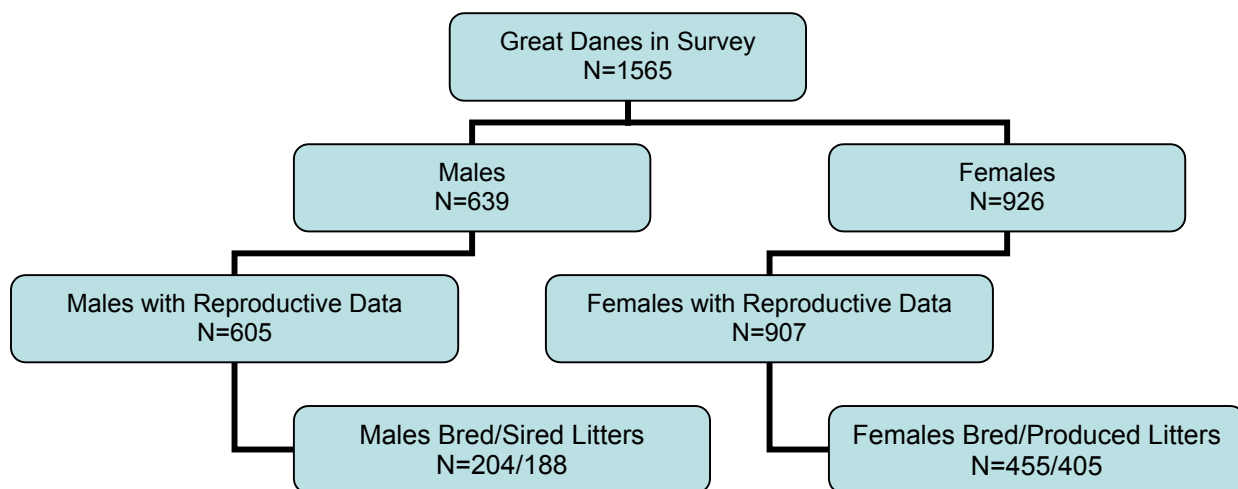 Great Danes in Survey
N=1565
Males
N=639
Females
N=926
Males with Reproductive Data
N=605
Females with Reproductive Data
N=907
Males Bred/Sired Litters
N=204/188
Females Bred/Produced Litters
N=455/405